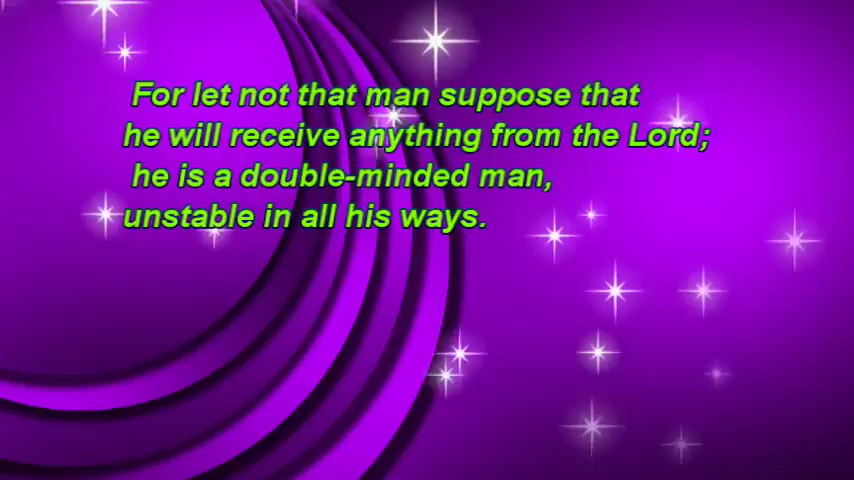 For let not that man suppose that
he will receive anything from the Lord;
he is a double-minded man,
unstable in all his ways.